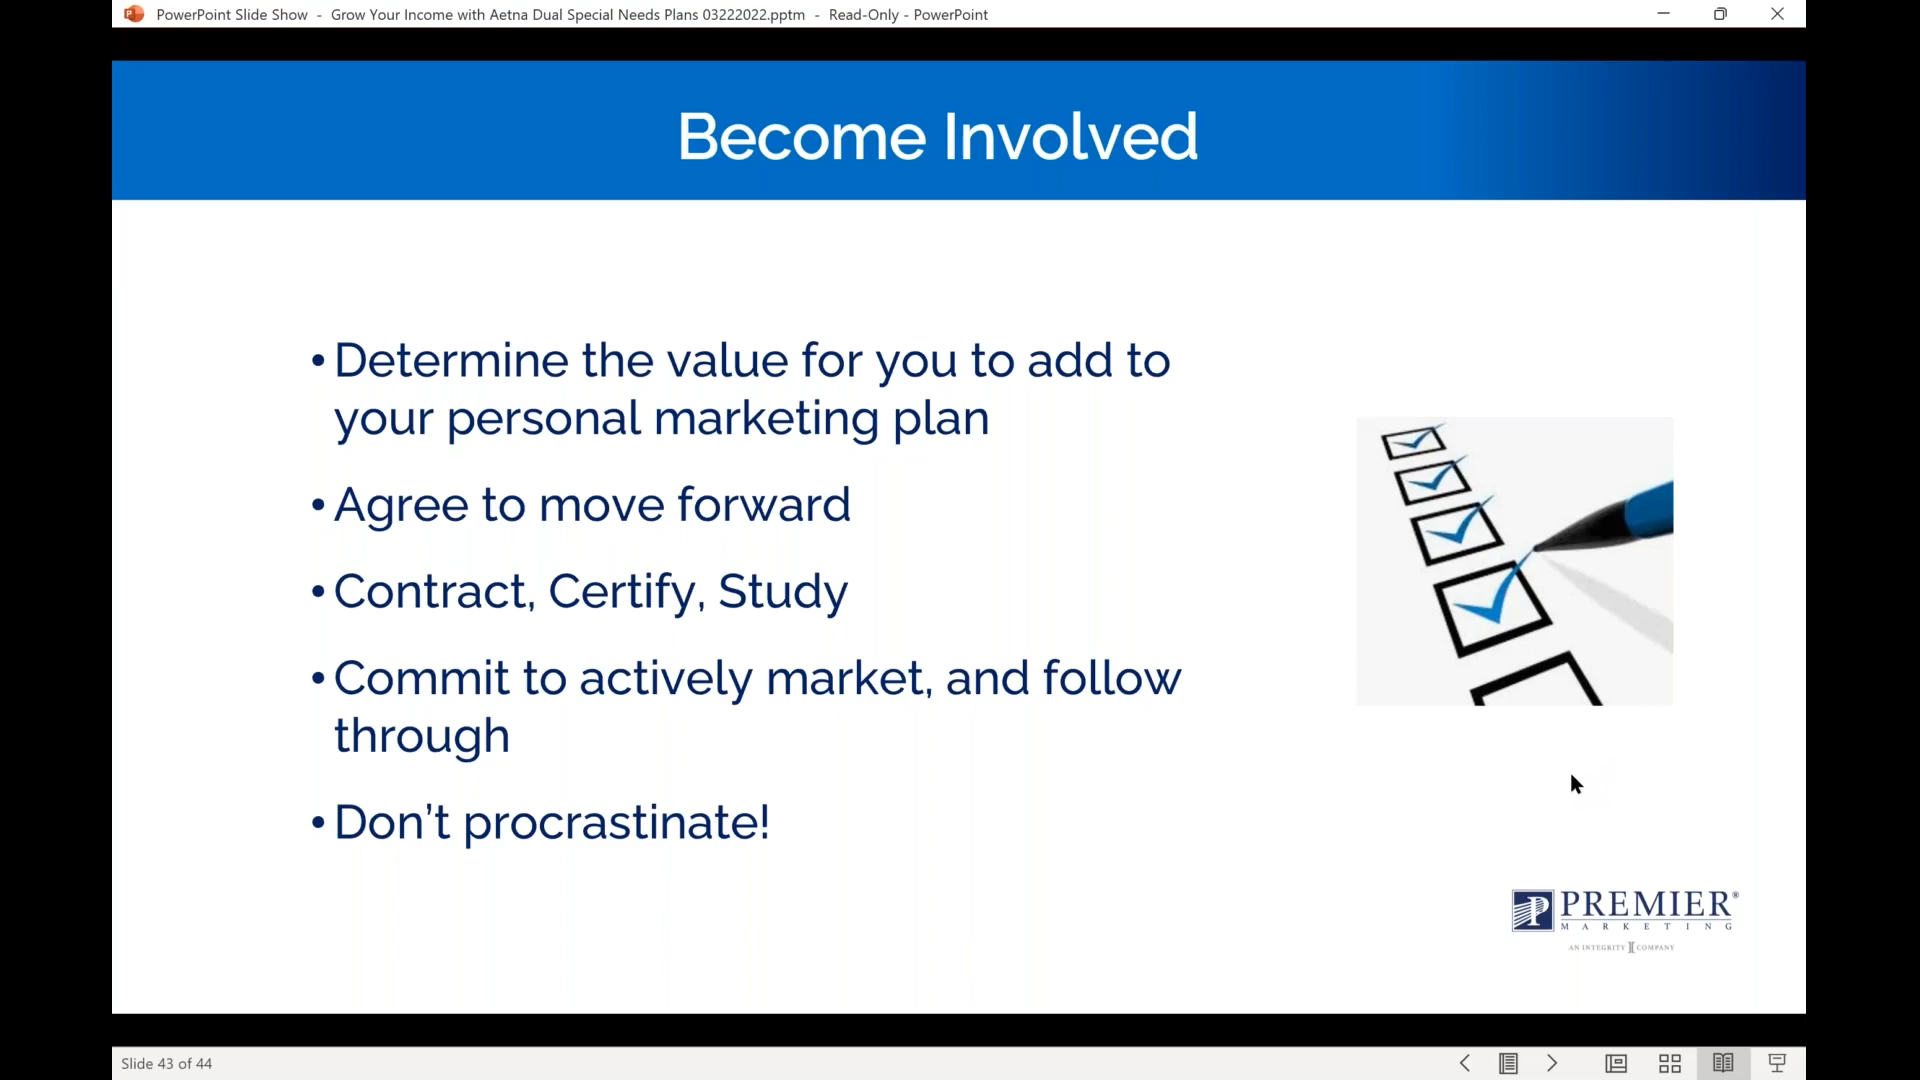 PowerPoint Slide Show - Grow Your Income with Aetna Dual Special Needs Plans 03222022.pptm - Read-Only - PowerPoint
Become Involved
• Determine the value for you to add to
your personal marketing plan
• Agree to move forward
• Contract, Certify, Study
• Commit to actively market, and follow
through
• Don't procrastinate!
P PREMIER®
MARKETING
AN INTEGRITY COMPANY
Slide 43 of 44